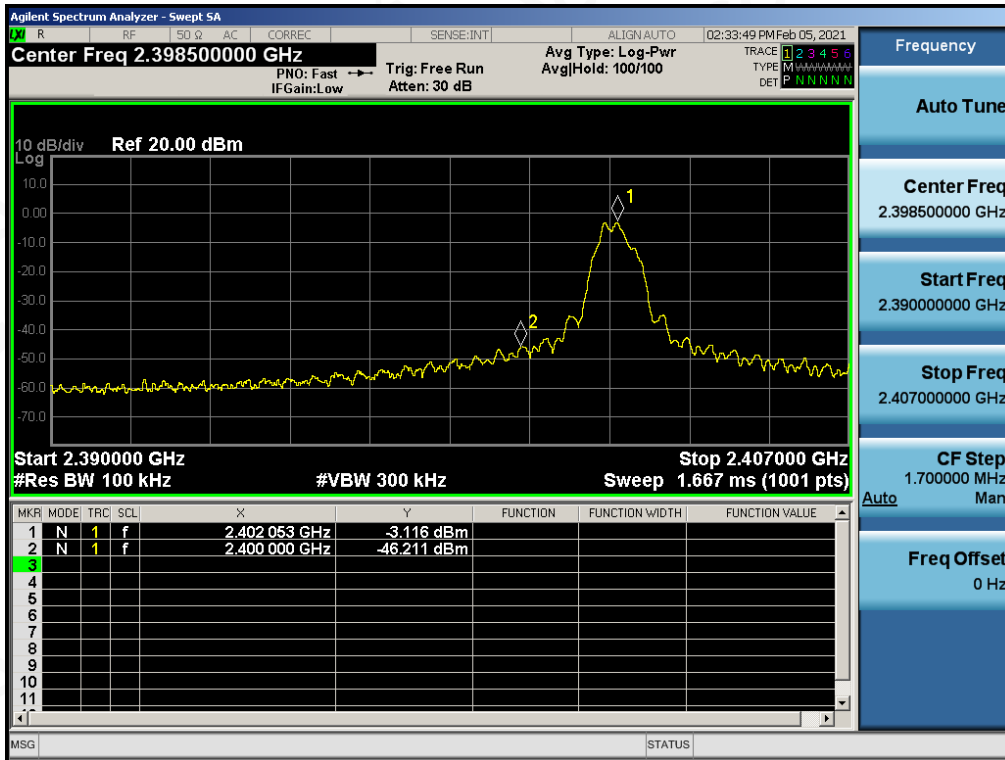 Agilent Spectrum Analyzer - Swept SA
LXI R RF 50 Ω AC CORREC SENSE:INT ALIGN AUTO 02:33:49 PM Feb 05, 2021
Center Freq 2.398500000 GHz
PNO: Fast
IFGain:Low
Trig: Free Run
Atten: 30 dB
Avg Type: Log-Pwr
Avg|Hold: 100/100
TRACE 1 2 3 4 5 6
TYPE M WWWWW
DET P N N N N N
10 dB/div Ref 20.00 dBm
Log
10.0
0.00
-10.0
-20.0
-30.0
-40.0
-50.0
-60.0
-70.0
1
2
Start 2.390000 GHz Stop 2.407000 GHz
#Res BW 100 kHz #VBW 300 kHz Sweep 1.667 ms (1001 pts)
MKR MODE TRC SCL X Y FUNCTION FUNCTION WIDTH FUNCTION VALUE
1 N 1 f 2.402 053 GHz -3.116 dBm
2 N 1 f 2.400 000 GHz -46.211 dBm
3
4
5
6
7
8
9
10
11
MSG STATUS
Frequency
Auto Tune
Center Freq
2.398500000 GHz
Start Freq
2.390000000 GHz
Stop Freq
2.407000000 GHz
CF Step
1.700000 MHz
Auto Man
Freq Offset
0 Hz